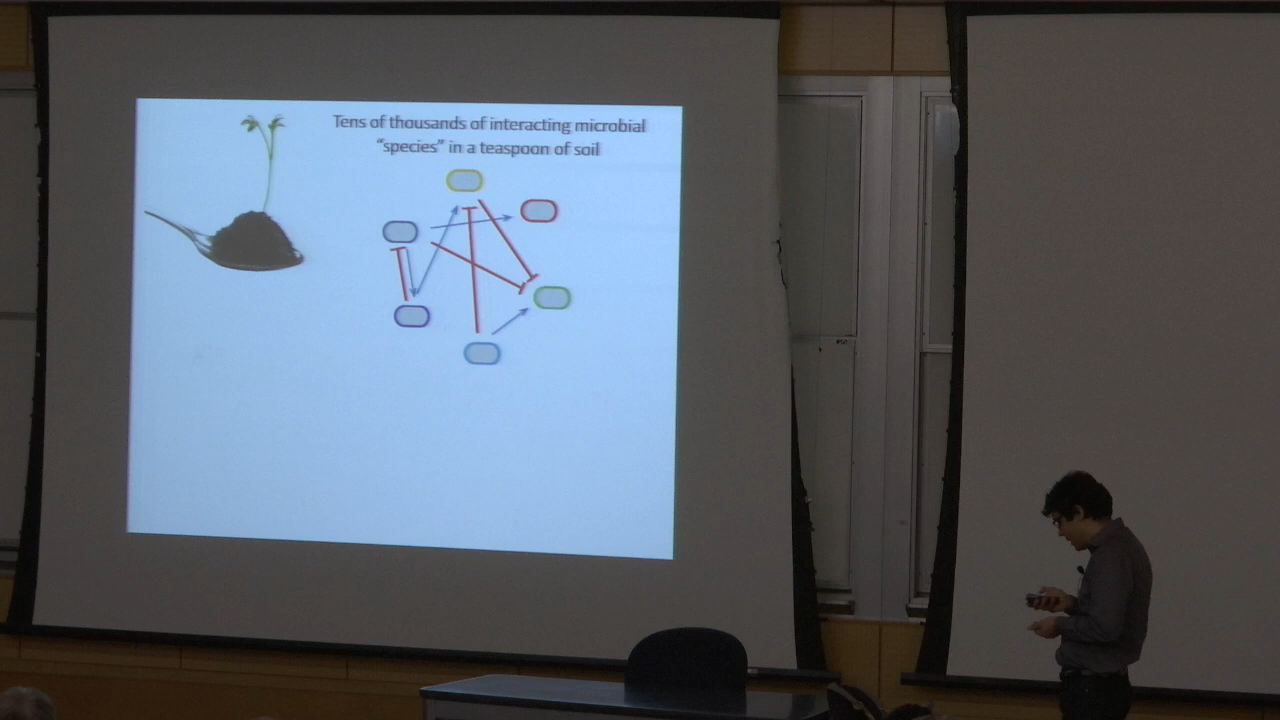 Tens of thousands of interacting microbial
“species” in a teaspoon of soil